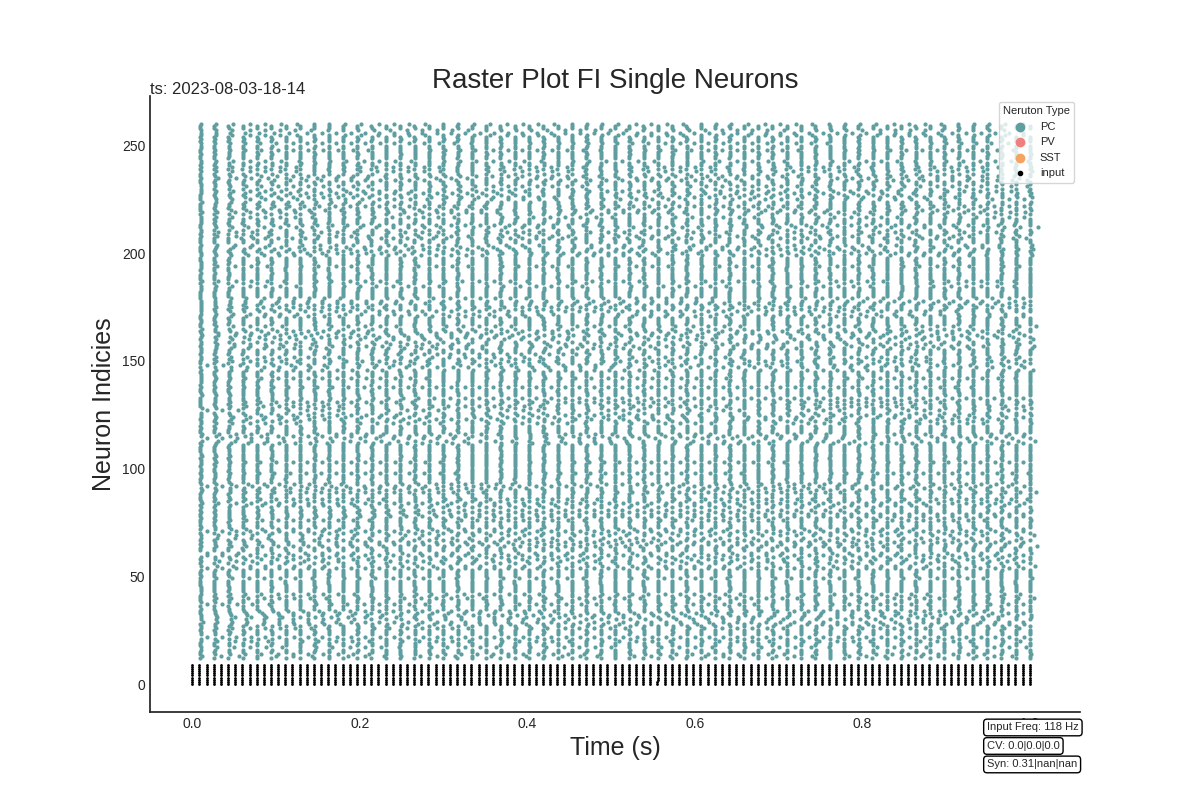 Raster Plot FI Single Neurons
ts: 2023-08-03-18-14
Neruton Type
PC
PV
SST
input
250
200
150
100
50
0
Neuron Indicies
0.0 0.2 0.4 0.6 0.8
Time (s)
Input Freq: 118 Hz
CV: 0.0|0.0|0.0
Syn: 0.31|nan|nan